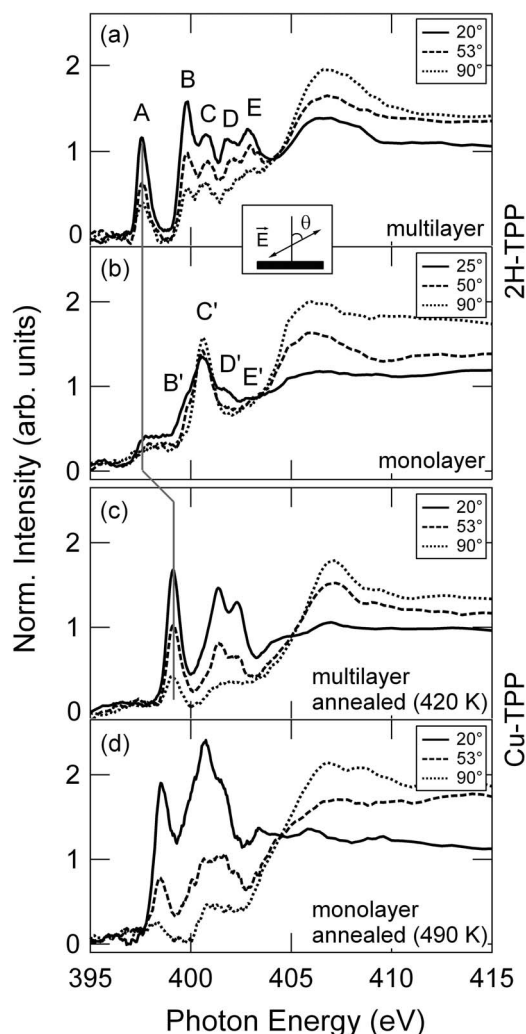 (a)
20°
53°
90°
2
B
A
C
D
E
1
0
multilayer
E
θ
(b)
25°
50°
90°
2
C'
B'
D'
E'
1
0
monolayer
2H-TPP
(c)
20°
53°
90°
2
1
0
multilayer
annealed (420 K)
(d)
20°
53°
90°
2
1
0
monolayer
annealed (490 K)
Cu-TPP
Norm. Intensity (arb. units)
395
400
405
410
415
Photon Energy (eV)